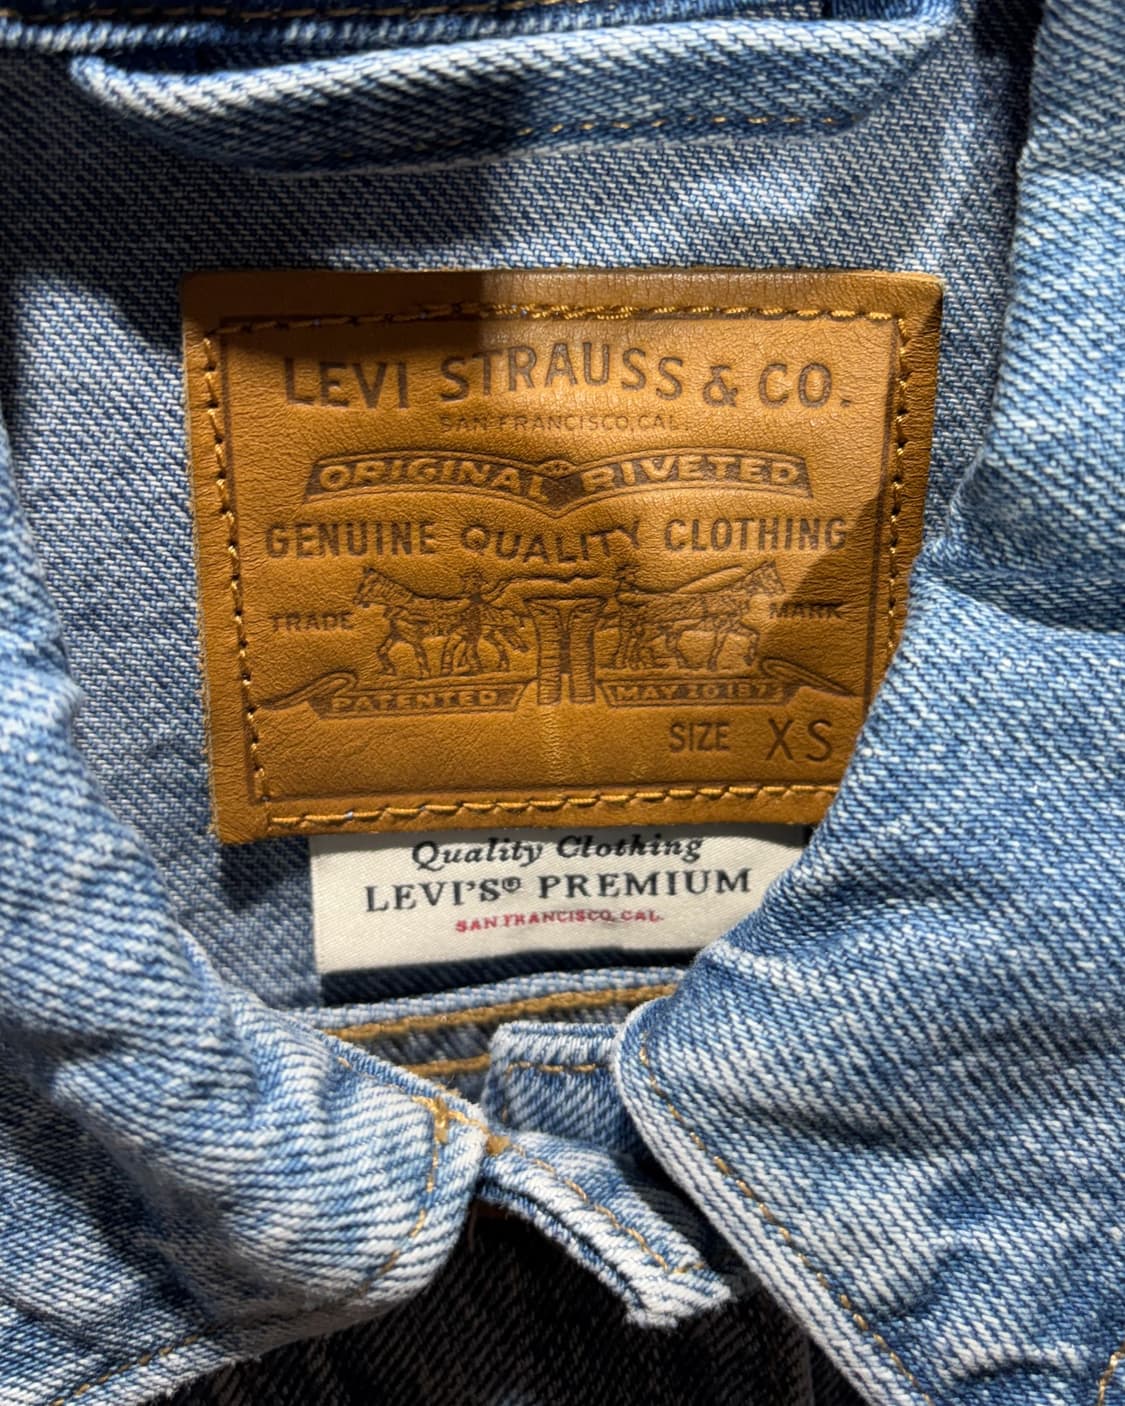 LEVI STRAUSS & CO.
SAN FRANCISCO, CAL.
ORIGINAL RIVETED
GENUINE QUALITY CLOTHING
TRADE MARK
PATENTED MAY 20 1873
SIZE XS
Quality Clothing
LEVI'S® PREMIUM
SAN FRANCISCO, CAL.